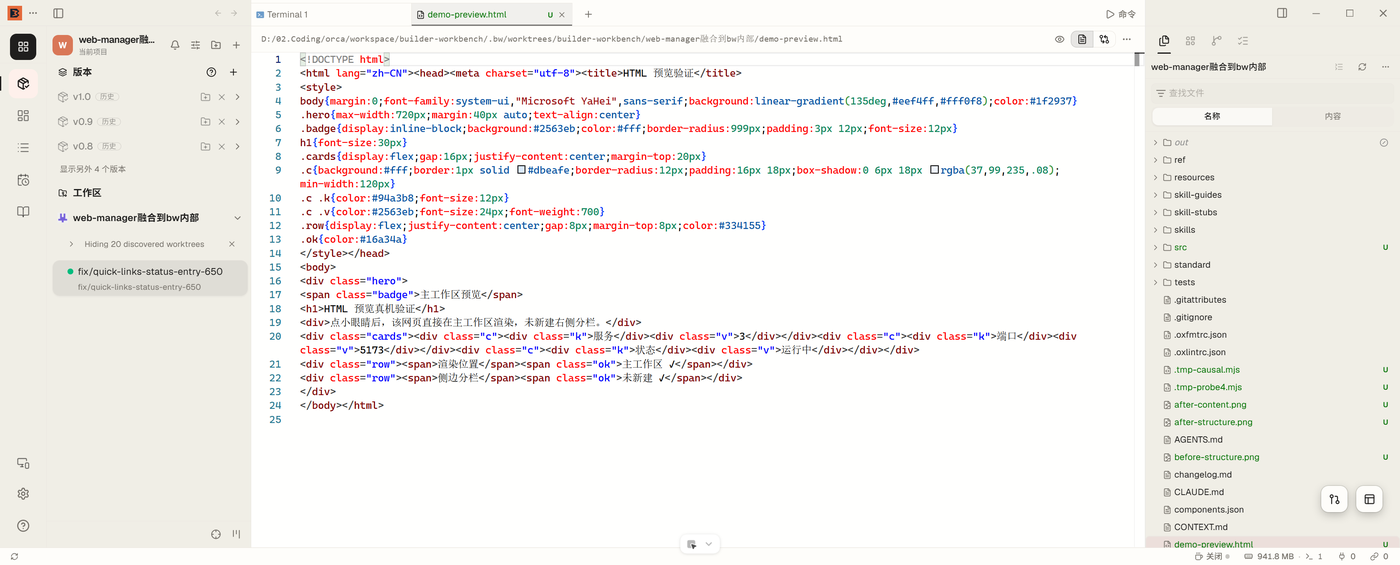 Terminal 1
demo-preview.html U
命令
web-manager融...
当前项目
D:/02.Coding/orca/workspace/builder-workbench/.bw/worktrees/builder-workbench/web-manager融合到bw内部/demo-preview.html
版本
v1.0 历史
v0.9 历史
v0.8 历史
显示另外 4 个版本
工作区
web-manager融合到bw内部
Hiding 20 discovered worktrees
fix/quick-links-status-entry-650
fix/quick-links-status-entry-650
1 <!DOCTYPE html>
2 <html lang="zh-CN"><head><meta charset="utf-8"><title>HTML 预览验证</title>
3 <style>
4 body{margin:0;font-family:system-ui,"Microsoft YaHei",sans-serif;background:linear-gradient(135deg,#eef4ff,#fff0f8);color:#1f2937}
5 .hero{max-width:720px;margin:40px auto;text-align:center}
6 .badge{display:inline-block;background:#2563eb;color:#fff;border-radius:999px;padding:3px 12px;font-size:12px}
7 h1{font-size:30px}
8 .cards{display:flex;gap:16px;justify-content:center;margin-top:20px}
9 .c{background:#fff;border:1px solid #dbeafe;border-radius:12px;padding:16px 18px;box-shadow:0 6px 18px rgba(37,99,235,.08);
min-width:120px}
10 .c .k{color:#94a3b8;font-size:12px}
11 .c .v{color:#2563eb;font-size:24px;font-weight:700}
12 .row{display:flex;justify-content:center;gap:8px;margin-top:8px;color:#334155}
13 .ok{color:#16a34a}
14 </style></head>
15 <body>
16 <div class="hero">
17 <span class="badge">主工作区预览</span>
18 <h1>HTML 预览真机验证</h1>
19 <div>点小眼睛后，该网页直接在主工作区渲染，未新建右侧分栏。</div>
20 <div class="cards"><div class="c"><div class="k">服务</div><div class="v">3</div></div><div class="c"><div class="k">端口</div><div
class="v">5173</div></div><div class="c"><div class="k">状态</div><div class="v">运行中</div></div></div>
21 <div class="row"><span>渲染位置</span><span class="ok">主工作区 ✓</span></div>
22 <div class="row"><span>侧边分栏</span><span class="ok">未新建 ✓</span></div>
23 </div>
24 </body></html>
25
web-manager融合到bw内部
查找文件
名称 内容
out
ref
resources
skill-guides
skill-stubs
skills
src U
standard
tests
.gitattributes
.gitignore
.oxfmtrc.json
.oxlintrc.json
.tmp-causal.mjs U
.tmp-probe4.mjs U
after-content.png U
after-structure.png U
AGENTS.md
before-structure.png U
changelog.md
CLAUDE.md
components.json
CONTEXT.md
demo-preview.html U
关闭 941.8 MB · 1 0 0